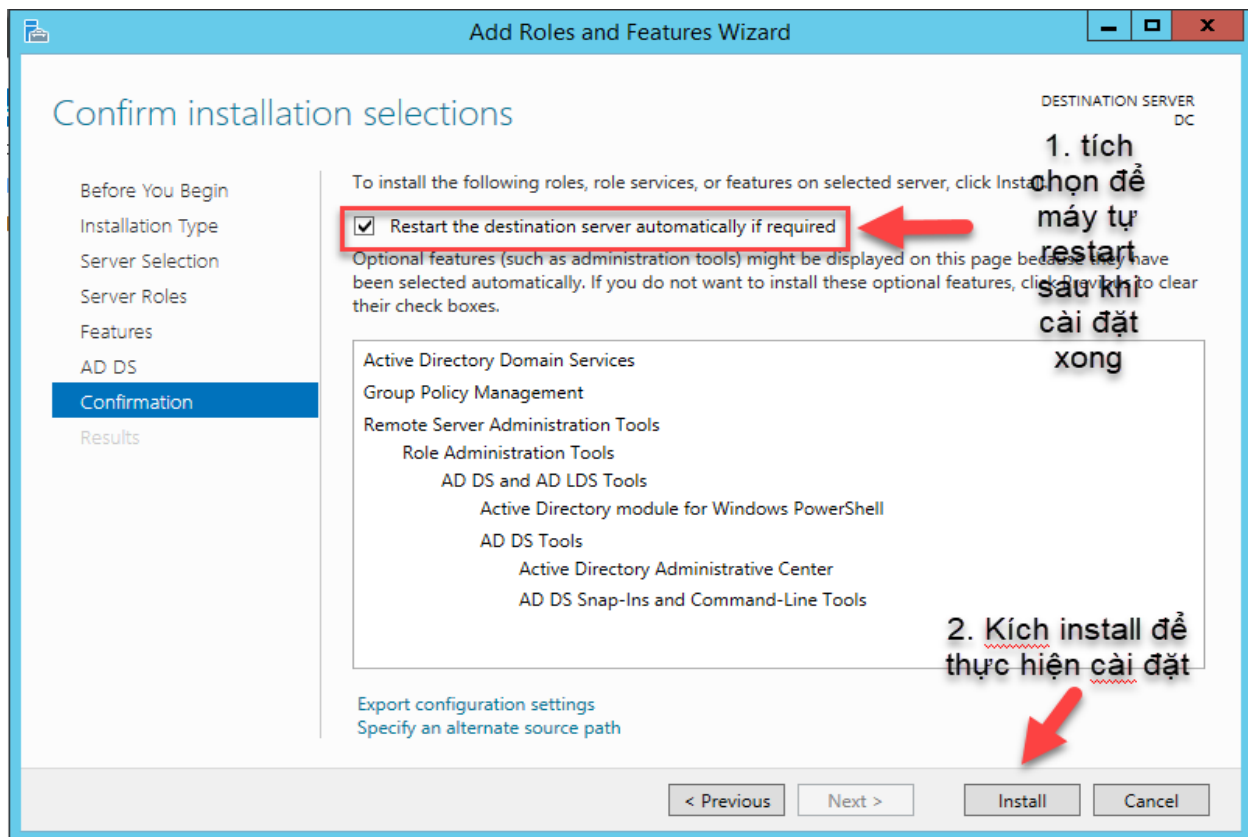 Add Roles and Features Wizard
Confirm installation selections
DESTINATION SERVER
DC
Before You Begin
Installation Type
Server Selection
Server Roles
Features
AD DS
Confirmation
Results
To install the following roles, role services, or features on selected server, click Install.
Restart the destination server automatically if required
Optional features (such as administration tools) might be displayed on this page because they have
been selected automatically. If you do not want to install these optional features, click Previous to clear
their check boxes.
1. tích
chọn để
máy tự
restart
sau khi
cài đặt
xong
Active Directory Domain Services
Group Policy Management
Remote Server Administration Tools
Role Administration Tools
AD DS and AD LDS Tools
Active Directory module for Windows PowerShell
AD DS Tools
Active Directory Administrative Center
AD DS Snap-Ins and Command-Line Tools
2. Kích install để
thực hiện cài đặt
Export configuration settings
Specify an alternate source path
< Previous
Next >
Install
Cancel